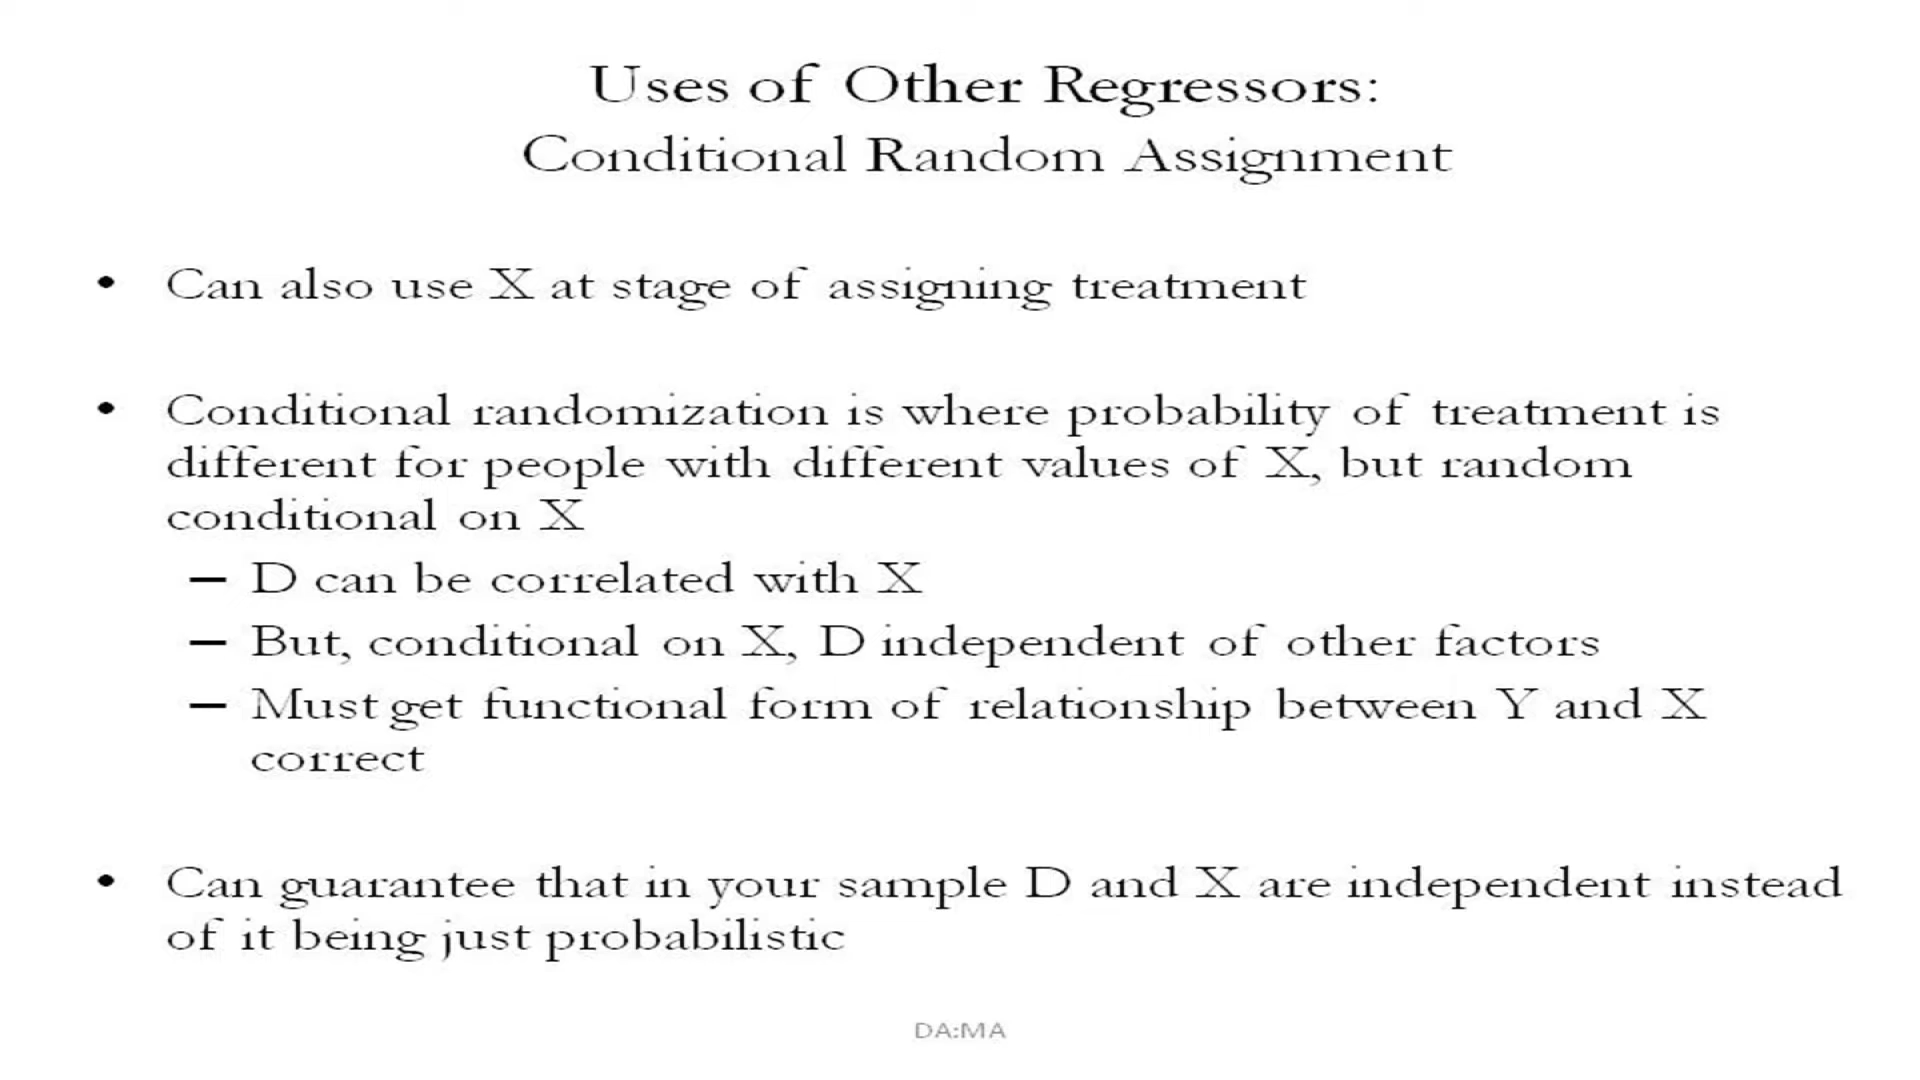 Uses of Other Regressors:
Conditional Random Assignment
• Can also use X at stage of assigning treatment
• Conditional randomization is where probability of treatment is
different for people with different values of X, but random
conditional on X
– D can be correlated with X
– But, conditional on X, D independent of other factors
– Must get functional form of relationship between Y and X
correct
• Can guarantee that in your sample D and X are independent instead
of it being just probabilistic
DA:MA